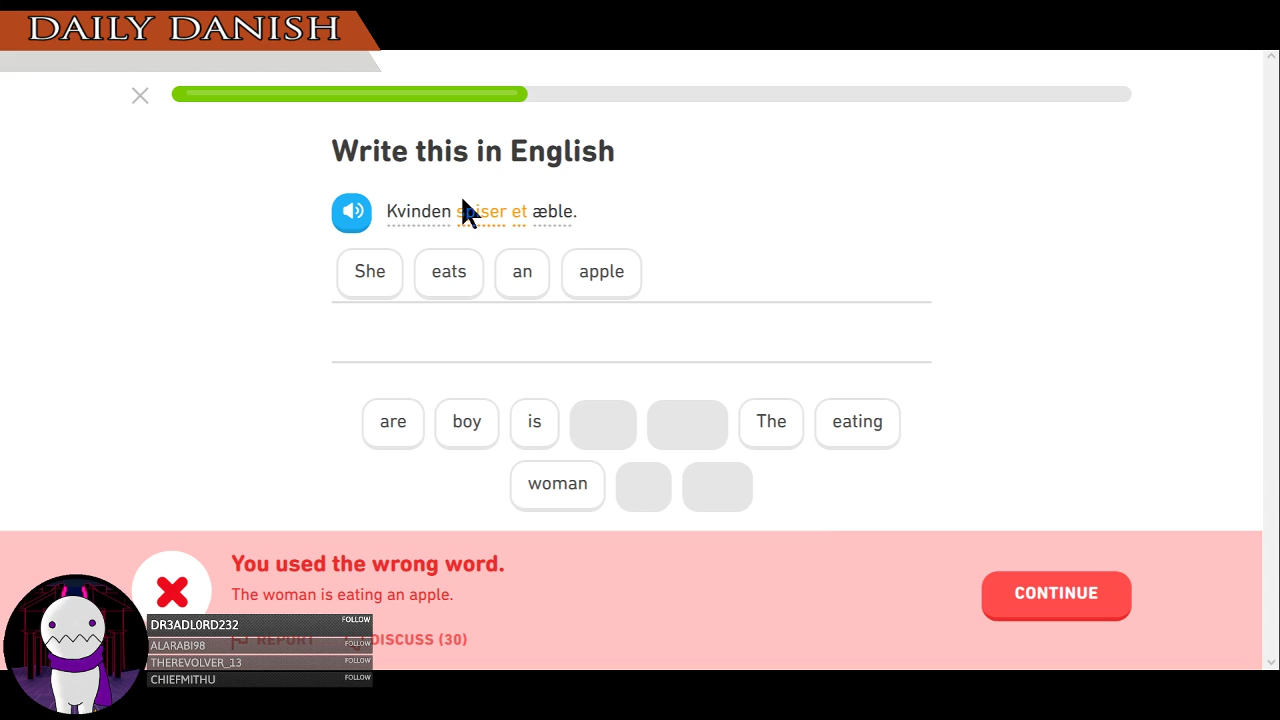 DAILY DANISH
Write this in English
Kvinden spiser et æble.
She eats an apple
are boy is The eating
woman
You used the wrong word.
The woman is eating an apple.
CONTINUE
REPORT DISCUSS (30)
DR3ADL0RD232 FOLLOW
ALARABI98 FOLLOW
THEREVOLVER_13 FOLLOW
CHIEFMITHU FOLLOW